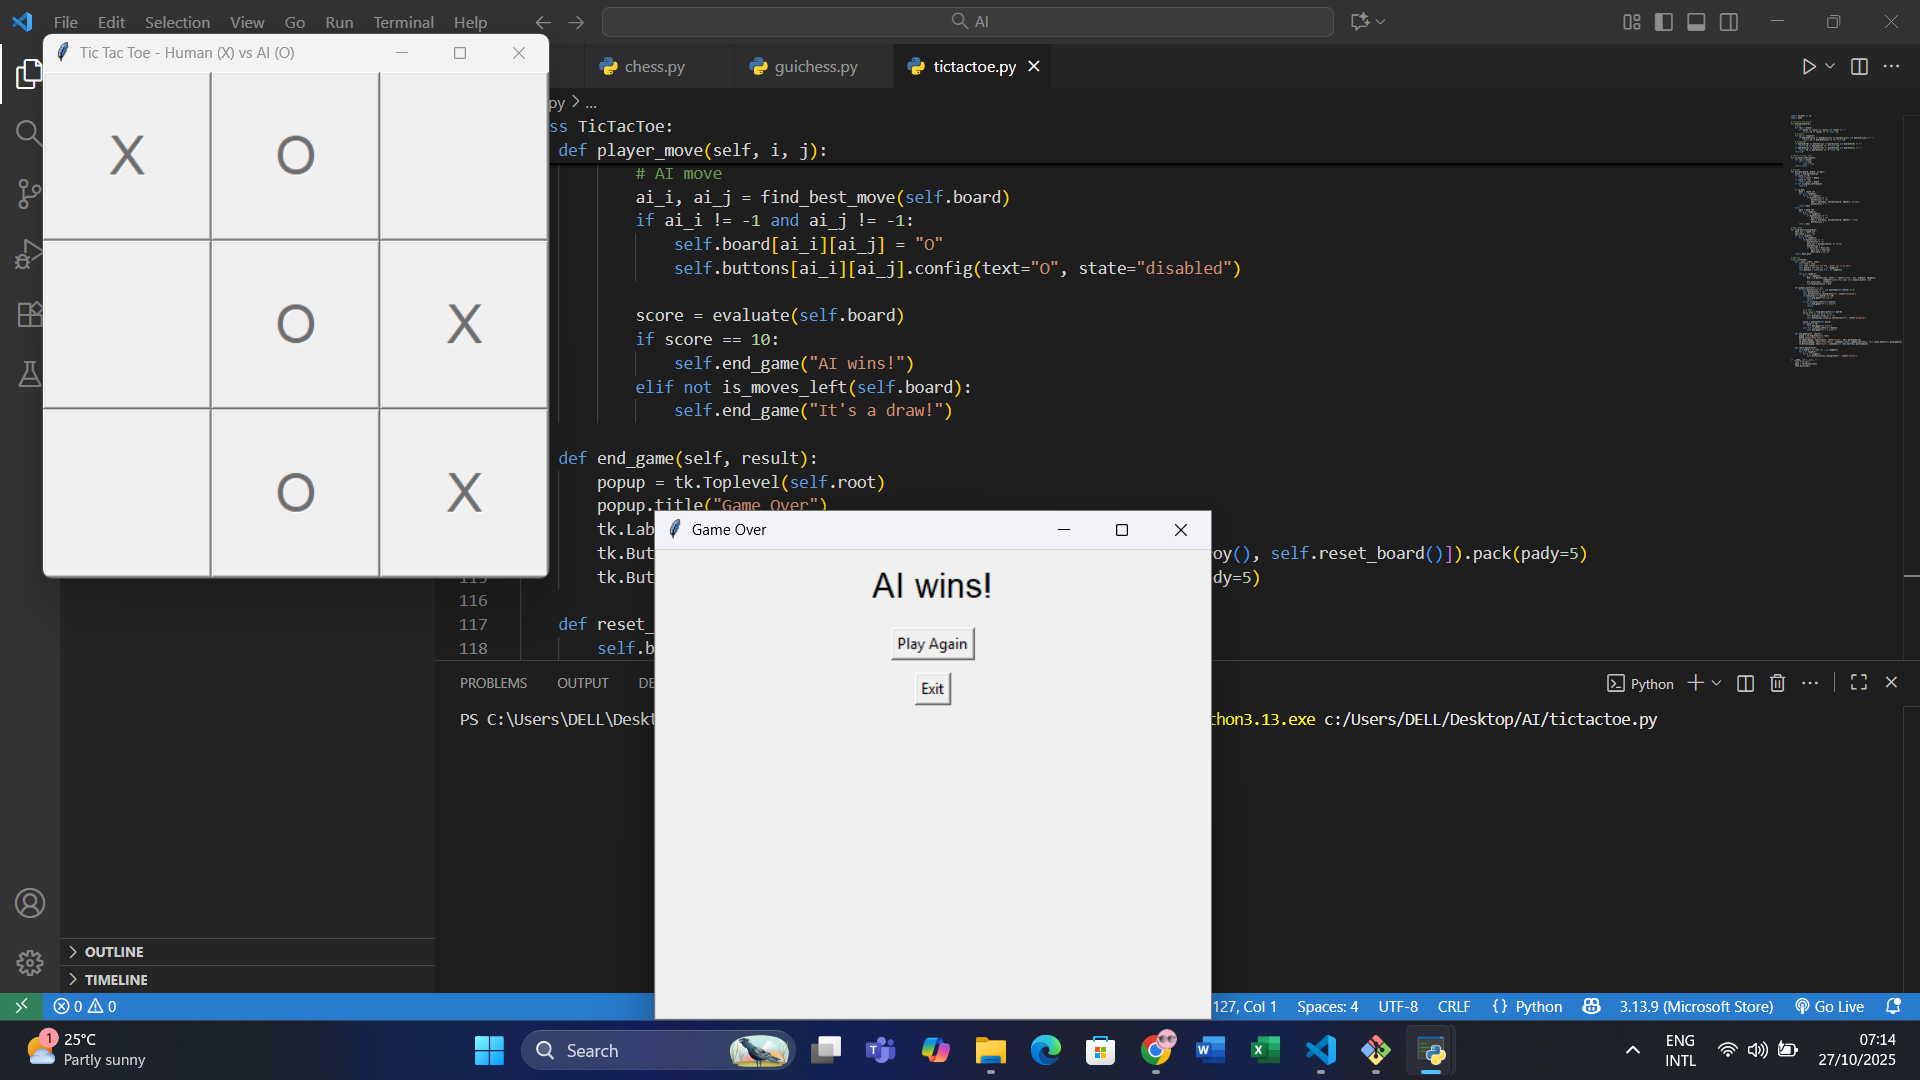 File Edit Selection View Go Run Terminal Help
AI
Tic Tac Toe - Human (X) vs AI (O)
chess.py
guichess.py
tictactoe.py
X O
O X
O X
py > ...
ss TicTacToe:
def player_move(self, i, j):
# AI move
ai_i, ai_j = find_best_move(self.board)
if ai_i != -1 and ai_j != -1:
self.board[ai_i][ai_j] = "O"
self.buttons[ai_i][ai_j].config(text="O", state="disabled")
score = evaluate(self.board)
if score == 10:
self.end_game("AI wins!")
elif not is_moves_left(self.board):
self.end_game("It's a draw!")
def end_game(self, result):
popup = tk.Toplevel(self.root)
popup.title("Game Over")
tk.Lab
tk.But oy(), self.reset_board()]).pack(pady=5)
115 tk.But dy=5)
116
117 def reset_
118 self.b
Game Over
AI wins!
Play Again
Exit
PROBLEMS OUTPUT DE
Python
PS C:\Users\DELL\Deskt thon3.13.exe c:/Users/DELL/Desktop/AI/tictactoe.py
OUTLINE
TIMELINE
0 0
127, Col 1 Spaces: 4 UTF-8 CRLF {} Python 3.13.9 (Microsoft Store) Go Live
1
25°C
Partly sunny
Search
ENG
INTL
07:14
27/10/2025